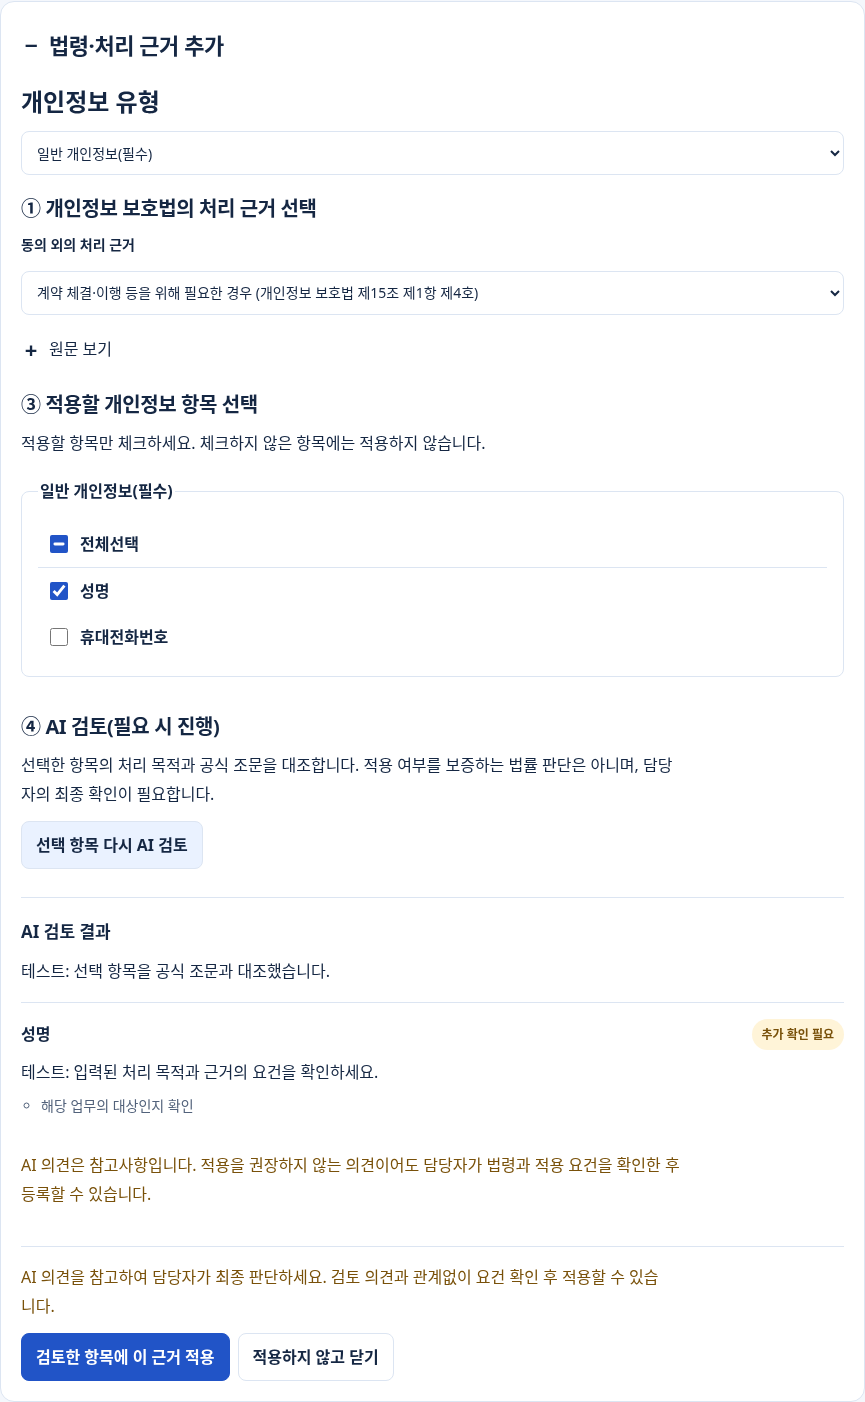 − 법령·처리 근거 추가
개인정보 유형
일반 개인정보(필수)
① 개인정보 보호법의 처리 근거 선택
동의 외의 처리 근거
계약 체결·이행 등을 위해 필요한 경우 (개인정보 보호법 제15조 제1항 제4호)
+ 원문 보기
③ 적용할 개인정보 항목 선택
적용할 항목만 체크하세요. 체크하지 않은 항목에는 적용하지 않습니다.
일반 개인정보(필수)
전체선택
성명
휴대전화번호
④ AI 검토(필요 시 진행)
선택한 항목의 처리 목적과 공식 조문을 대조합니다. 적용 여부를 보증하는 법률 판단은 아니며, 담당
자의 최종 확인이 필요합니다.
선택 항목 다시 AI 검토
AI 검토 결과
테스트: 선택 항목을 공식 조문과 대조했습니다.
성명
추가 확인 필요
테스트: 입력된 처리 목적과 근거의 요건을 확인하세요.
해당 업무의 대상인지 확인
AI 의견은 참고사항입니다. 적용을 권장하지 않는 의견이어도 담당자가 법령과 적용 요건을 확인한 후
등록할 수 있습니다.
AI 의견을 참고하여 담당자가 최종 판단하세요. 검토 의견과 관계없이 요건 확인 후 적용할 수 있습
니다.
검토한 항목에 이 근거 적용
적용하지 않고 닫기